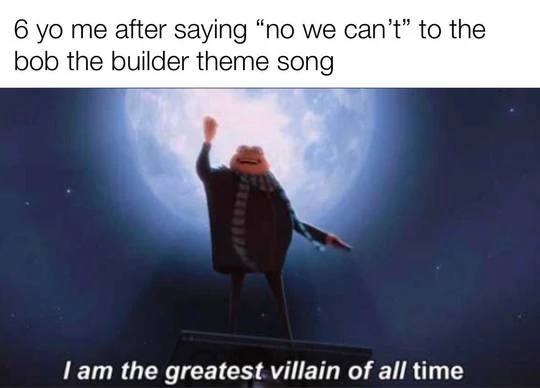 6 yo me after saying “no we can’t” to the
bob the builder theme song
I am the greatest villain of all time